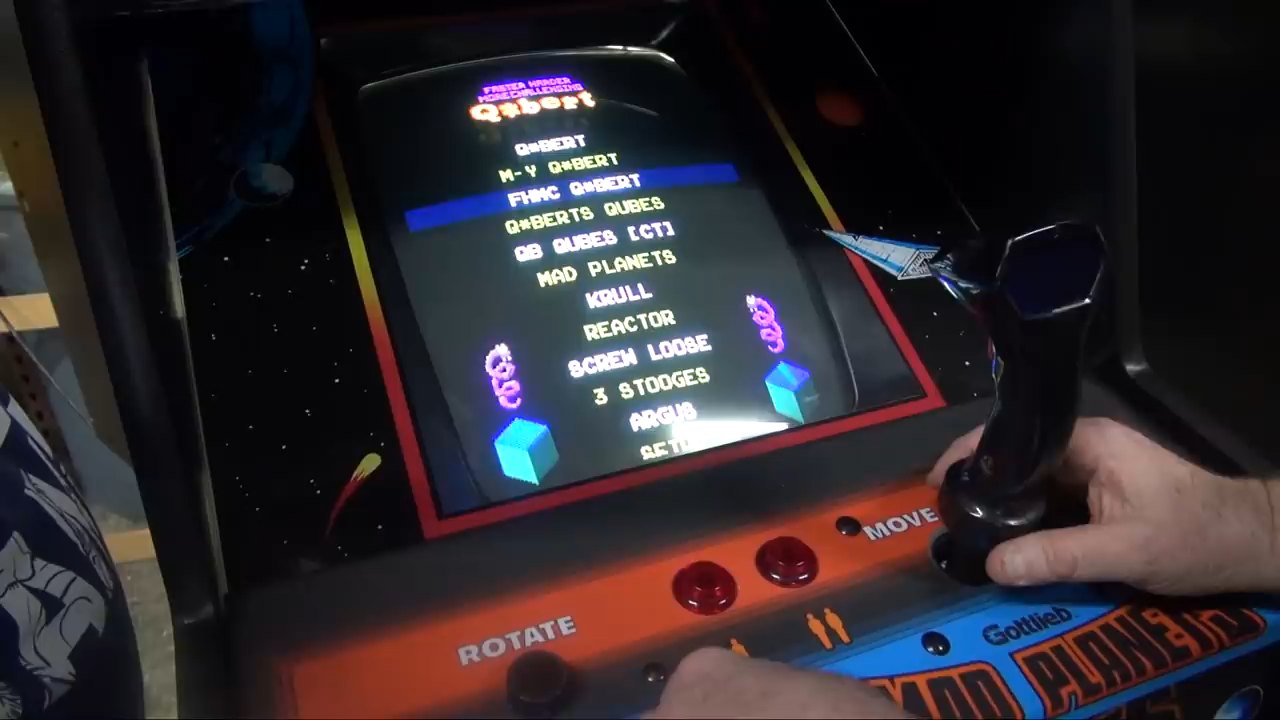 FASTER HARDER
MORE CHALLENGING
Q*bert
Q*BERT
M-Y Q*BERT
FHMC Q*BERT
Q*BERTS QUBES
QB QUBES [CT]
MAD PLANETS
KRULL
REACTOR
SCREW LOOSE
3 STOOGES
ARGUS
MOVE
ROTATE
Gottlieb
MAD PLANETS